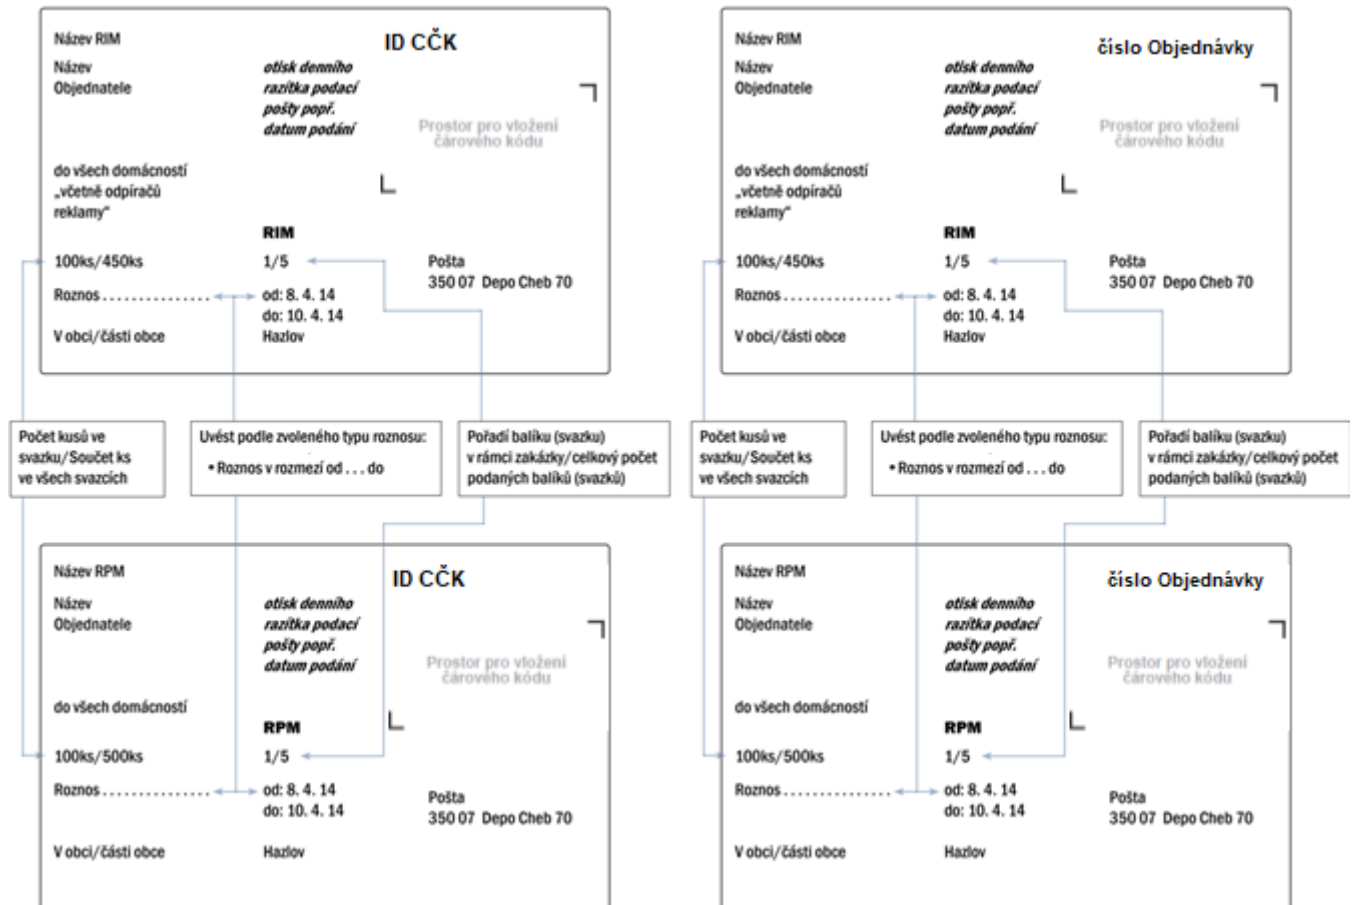 Název RIM
ID CČK
Název
Objednatele
otisk denního
razítka podací
pošty popř.
datum podání
Prostor pro vložení
čárového kódu
do všech domácností
„včetně odpíračů
reklamy“
RIM
100ks/450ks
1/5
Pošta
350 07 Depo Cheb 70
Roznos . . . . . . . . . . . . . . .
od: 8. 4. 14
do: 10. 4. 14
V obci/části obce
Hazlov
Název RIM
číslo Objednávky
Název
Objednatele
otisk denního
razítka podací
pošty popř.
datum podání
Prostor pro vložení
čárového kódu
do všech domácností
„včetně odpíračů
reklamy“
RIM
100ks/450ks
1/5
Pošta
350 07 Depo Cheb 70
Roznos . . . . . . . . . . . . . . .
od: 8. 4. 14
do: 10. 4. 14
V obci/části obce
Hazlov
Počet kusů ve
svazku/Součet ks
ve všech svazcích
Uvést podle zvoleného typu roznosu:
• Roznos v rozmezí od . . . do
Pořadí balíku (svazku)
v rámci zakázky/celkový počet
podaných balíků (svazků)
Počet kusů ve
svazku/Součet ks
ve všech svazcích
Uvést podle zvoleného typu roznosu:
• Roznos v rozmezí od . . . do
Pořadí balíku (svazku)
v rámci zakázky/celkový počet
podaných balíků (svazků)
Název RPM
ID CČK
Název
Objednatele
otisk denního
razítka podací
pošty popř.
datum podání
Prostor pro vložení
čárového kódu
do všech domácností
RPM
100ks/500ks
1/5
Roznos . . . . . . . . . . . . . . .
od: 8. 4. 14
do: 10. 4. 14
Pošta
350 07 Depo Cheb 70
V obci/části obce
Hazlov
Název RPM
číslo Objednávky
Název
Objednatele
otisk denního
razítka podací
pošty popř.
datum podání
Prostor pro vložení
čárového kódu
do všech domácností
RPM
100ks/500ks
1/5
Roznos . . . . . . . . . . . . . . .
od: 8. 4. 14
do: 10. 4. 14
Pošta
350 07 Depo Cheb 70
V obci/části obce
Hazlov